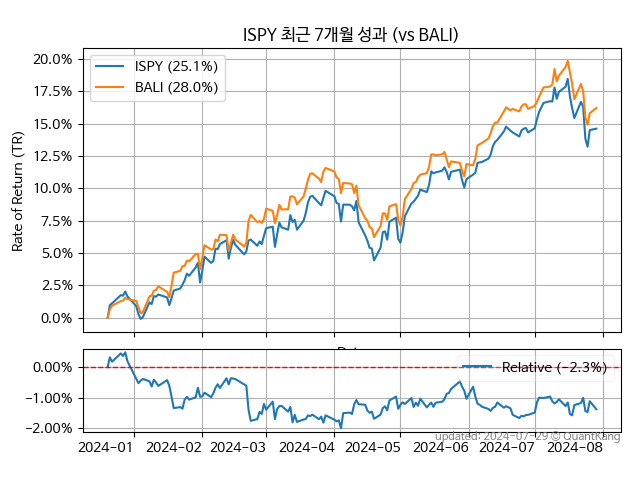 ISPY 최근 7개월 성과 (vs BALI)
ISPY (25.1%)
BALI (28.0%)
Rate of Return (TR)
20.0%
17.5%
15.0%
12.5%
10.0%
7.5%
5.0%
2.5%
0.0%
Relative (-2.3%)
0.00%
-1.00%
-2.00%
2024-01 2024-02 2024-03 2024-04 2024-05 2024-06 2024-07 2024-08
updated: 2024-07-29 © QuantKang